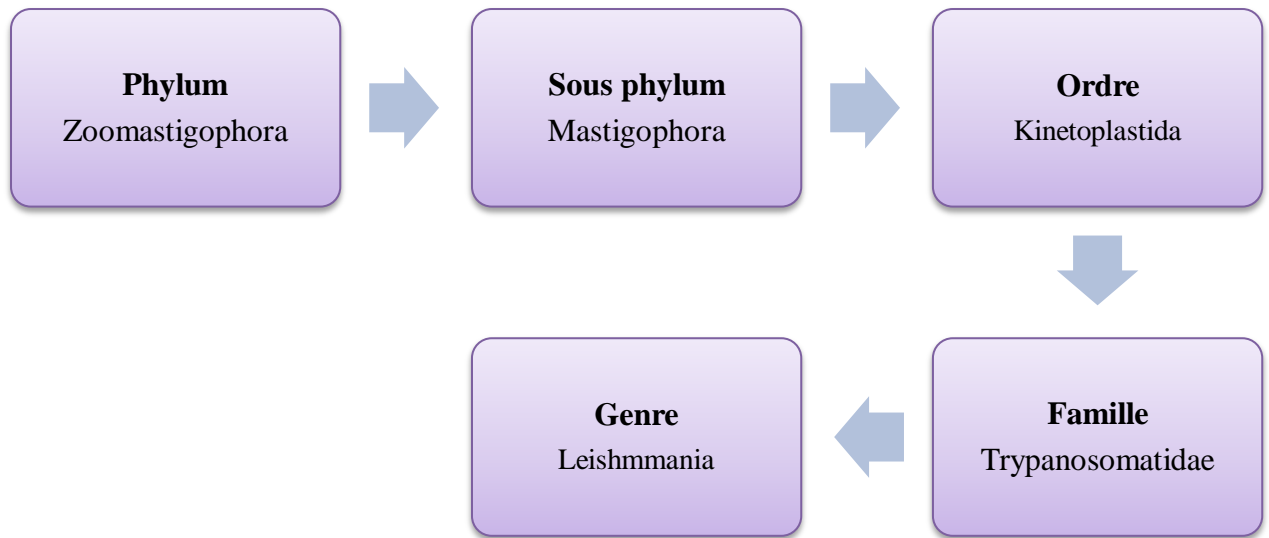 Phylum
Zoomastigophora
Sous phylum
Mastigophora
Ordre
Kinetoplastida
Famille
Trypanosomatidae
Genre
Leishmmania